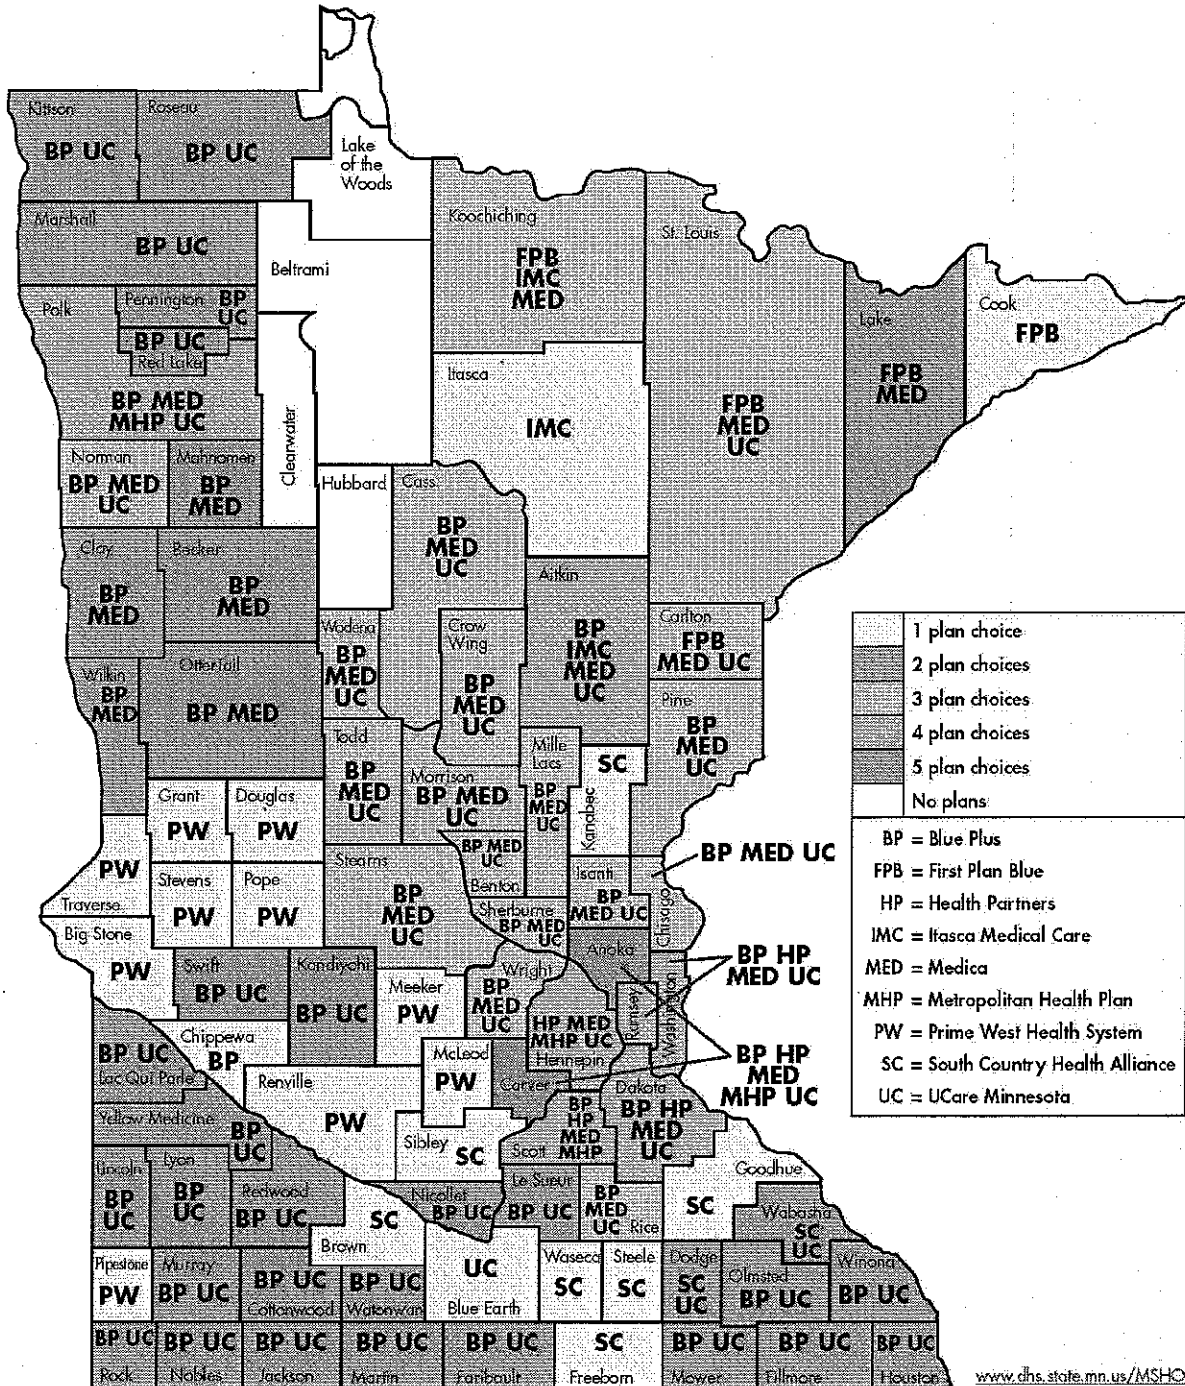 Kittson
BP UC
Roseau
BP UC
Lake
of the
Woods
Marshall
BP UC
Beltrami
Koochiching
FPB
IMC
MED
St. Louis
FPB
MED
UC
Lake
FPB
MED
Cook
FPB
Polk
BP MED
MHP UC
Pennington
BP
UC
BP UC
Red Lake
Clearwater
Itasca
IMC
Norman
BP MED
UC
Mahnomen
BP
MED
Hubbard
Cass
BP
MED
UC
Clay
BP
MED
Becker
BP
MED
Aitkin
BP
IMC
MED
UC
Carlton
FPB
MED UC
Wadena
BP
MED
UC
Crow
Wing
BP
MED
UC
Wilkin
BP
MED
OtterTail
BP MED
Pine
BP
MED
UC
Todd
BP
MED
UC
Morrison
BP MED
UC
Mille
Lacs
BP
MED
UC
SC
Kanabec
Grant
PW
Douglas
PW
PW
Traverse
Stevens
PW
Pope
PW
Stearns
BP
MED
UC
BP MED
UC
Benton
Isanti
BP
MED UC
BP MED UC
Chisago
Sherburne
BP MED
UC
Big Stone
PW
Swift
BP UC
Kandiyohi
BP UC
Meeker
PW
Wright
BP
MED
UC
Anoka
BP HP
MED UC
Ramsey
Washington
HP MED
MHP UC
Hennepin
Chippewa
BP
BP UC
Lac Qui Parle
Renville
PW
McLeod
PW
Carver
BP HP
MED
MHP UC
Yellow Medicine
BP
UC
Sibley
SC
BP
HP
MED
MHP
Scott
Dakota
BP HP
MED
UC
Lincoln
BP
UC
Lyon
BP
UC
Redwood
BP UC
SC
Brown
Nicollet
BP UC
Le Sueur
BP UC
BP
MED
UC
Rice
Goodhue
SC
Wabasha
SC
UC
Pipestone
PW
Murray
BP UC
BP UC
Cottonwood
BP UC
Watonwan
UC
Blue Earth
Waseca
SC
Steele
SC
Dodge
SC
UC
Olmsted
BP UC
Winona
BP UC
BP UC
Rock
BP UC
Nobles
BP UC
Jackson
BP UC
Martin
BP UC
Faribault
SC
Freeborn
BP UC
Mower
BP UC
Fillmore
BP UC
Houston
1 plan choice
2 plan choices
3 plan choices
4 plan choices
5 plan choices
No plans
BP = Blue Plus
FPB = First Plan Blue
HP = Health Partners
IMC = Itasca Medical Care
MED = Medica
MHP = Metropolitan Health Plan
PW = Prime West Health System
SC = South Country Health Alliance
UC = UCare Minnesota
www.dhs.state.mn.us/MSHO